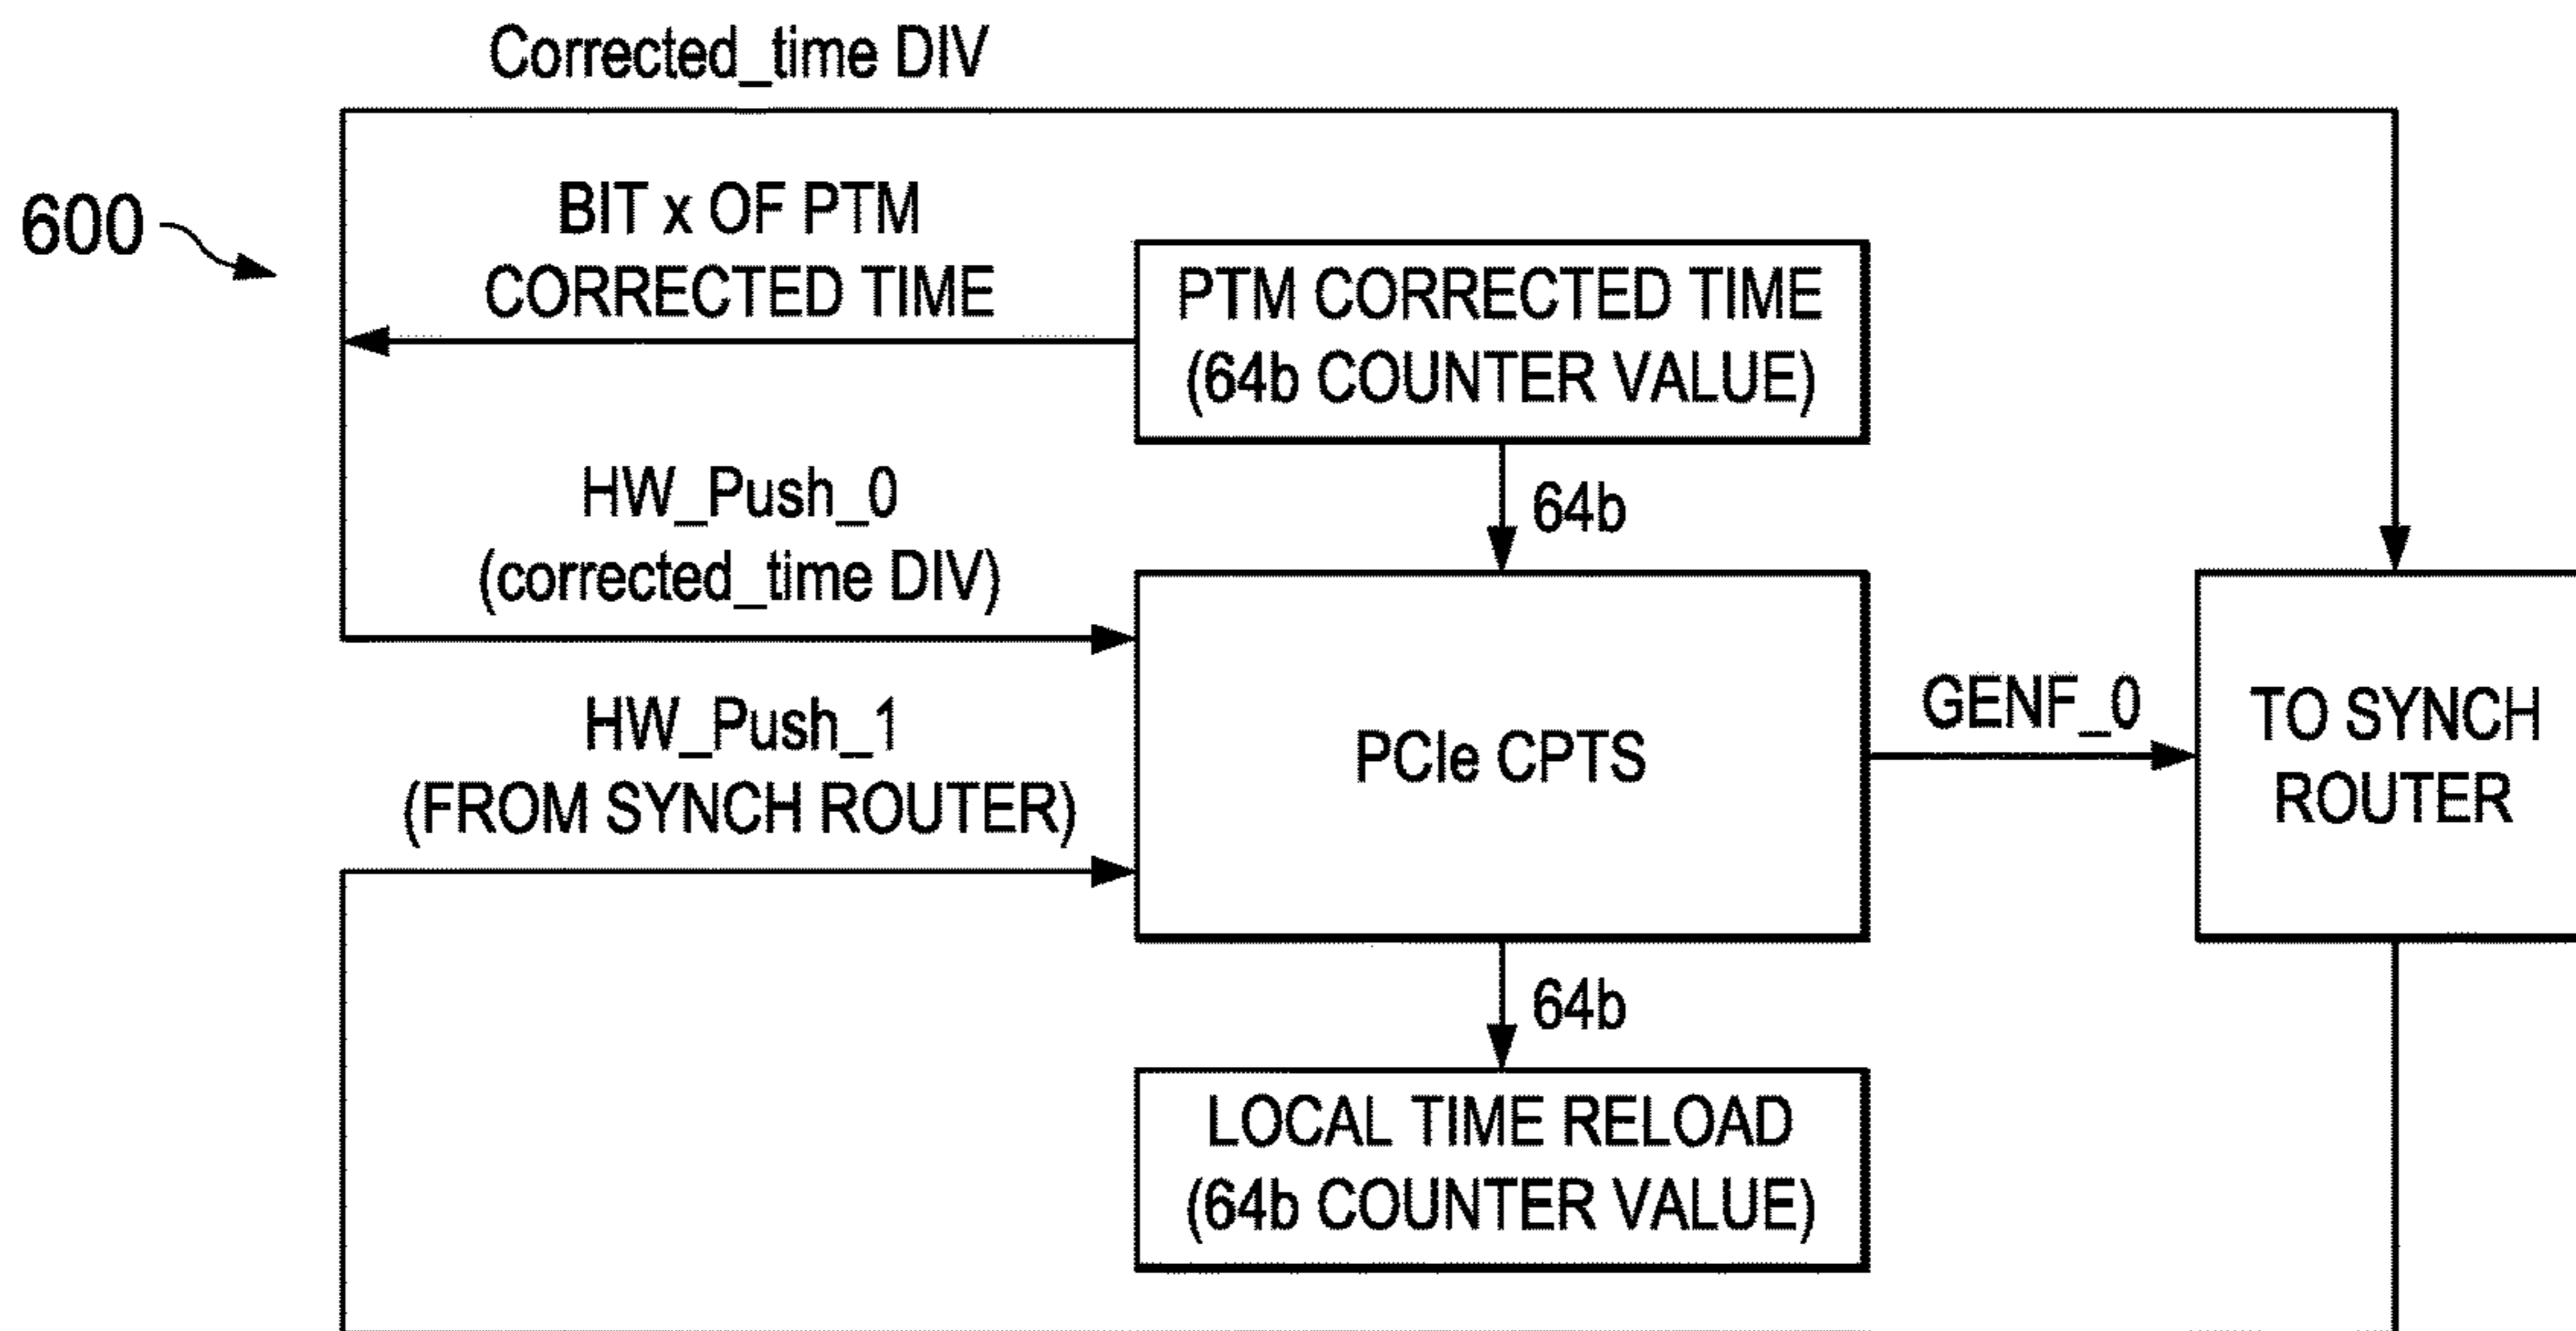 Corrected_time DIV
600
BIT x OF PTM
CORRECTED TIME
PTM CORRECTED TIME
(64b COUNTER VALUE)
HW_Push_0
(corrected_time DIV)
64b
HW_Push_1
(FROM SYNCH ROUTER)
PCIe CPTS
GENF_0
TO SYNCH
ROUTER
64b
LOCAL TIME RELOAD
(64b COUNTER VALUE)